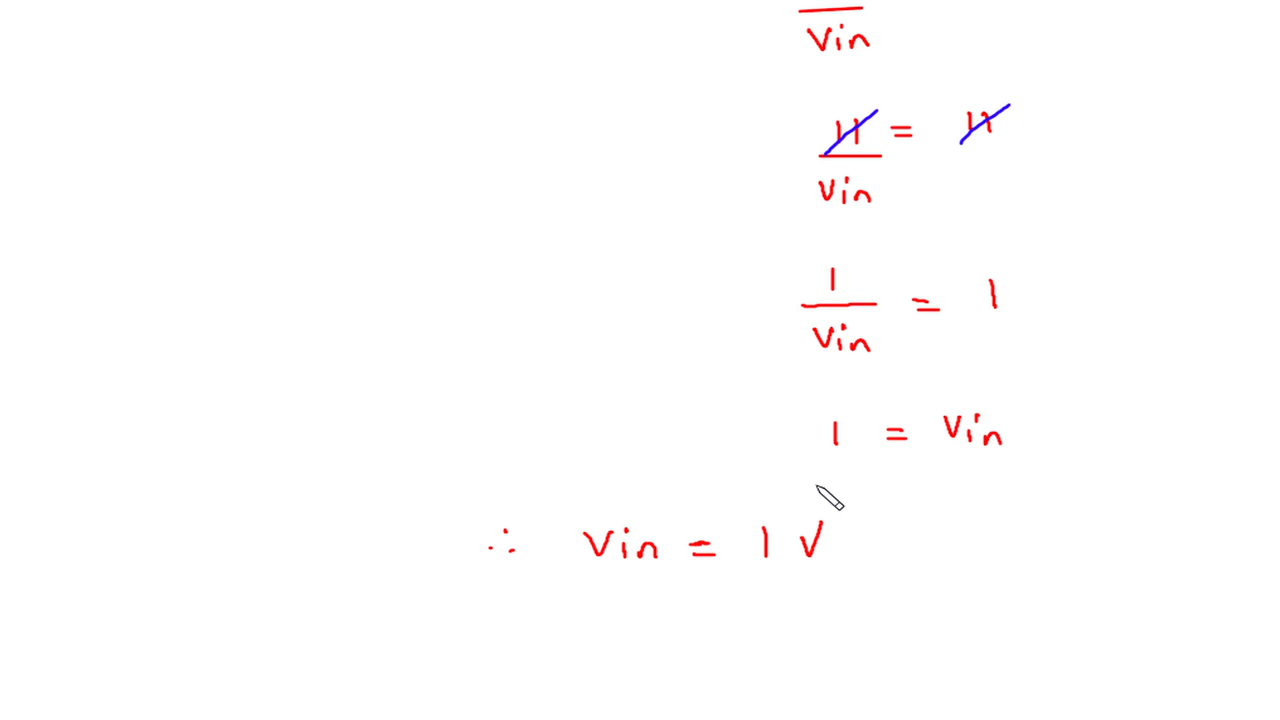 Vin
11 = 11
Vin
1 = 1
Vin
1 = Vin
∴ Vin = 1 V